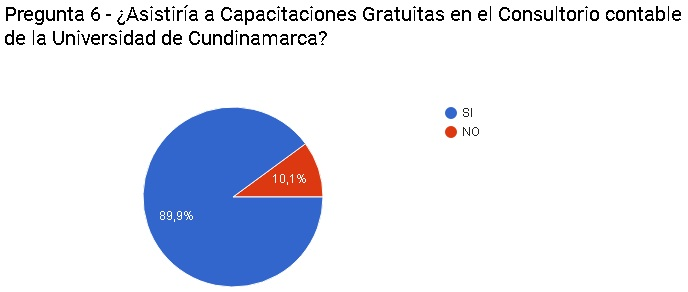 Pregunta 6 - ¿Asistiría a Capacitaciones Gratuitas en el Consultorio contable
de la Universidad de Cundinamarca?
SI
NO
10,1%
89,9%